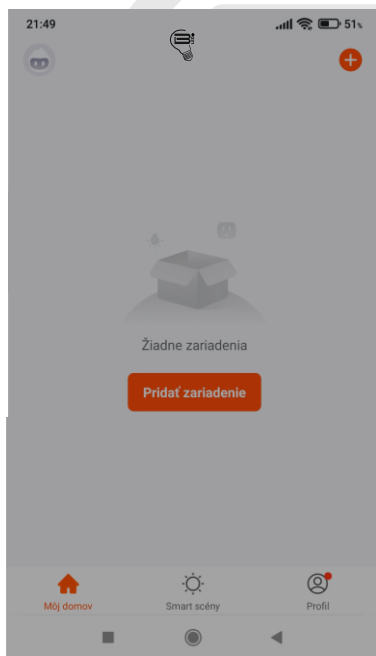 21:49
51%
Žiadne zariadenia
Pridať zariadenie
Môj domov
Smart scény
Profil